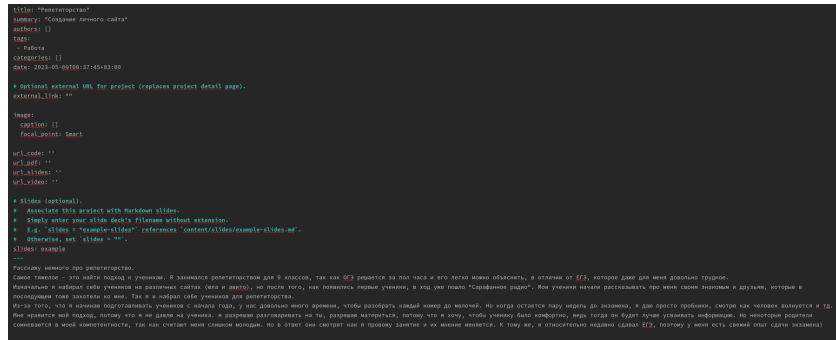 title: "Репетиторство"
summary: "Создание личного сайта"
authors: []
tags:
- Работа
categories: []
date: 2023-05-09T00:37:45+03:00
# Optional external URL for project (replaces project detail page).
external_link: ""
image:
caption: []
focal_point: Smart
url_code: ''
url_pdf: ''
url_slides: ''
url_video: ''
# Slides (optional).
# Associate this project with Markdown slides.
# Simply enter your slide deck's filename without extension.
# E.g. `slides = "example-slides"` references `content/slides/example-slides.md`.
# Otherwise, set `slides = ""`.
slides: example
---
Расскажу немного про репетиторство.
Самое тяжелое – это найти подход к ученикам. Я занимался репетиторством для 9 классов, так как ОГЭ решается за пол часа и его легко можно объяснить, в отличии от ЕГЭ, которое даже для меня довольно трудное.
Изначально я набирал себе учеников на различных сайтах (впа и авито), но после того, как появились первые ученики, в ход уже пошло "Сарафанное радио". Мои ученики начали рассказывать про меня своим знакомым и друзьям, которые в
последующем тоже захотели ко мне. Так я и набрал себе учеников для репетиторства.
Из-за того, что я начинаю подготавливать учеников с начала года, у нас довольно много времени, чтобы разобрать каждый номер до мелочей. Но когда остается пару недель до экзамена, я даю просто пробники, смотрю как человек волнуется и тд.
Мне нравится мой подход, потому что я не давлю на ученика. я разрешаю разговаривать на ты, разрешаю материться, потому что я хочу, чтобы ученику было комфортно, ведь тогда он будет лучше усваивать информацию. Но некоторые родители
сомневаются в моей компетентности, так как считают меня слишком молодым. Но в ответ они смотрят как я провожу занятие и их мнение меняется. К тому же, я относительно недавно сдавал ЕГЭ, поэтому у меня есть свежий опыт сдачи экзамена)